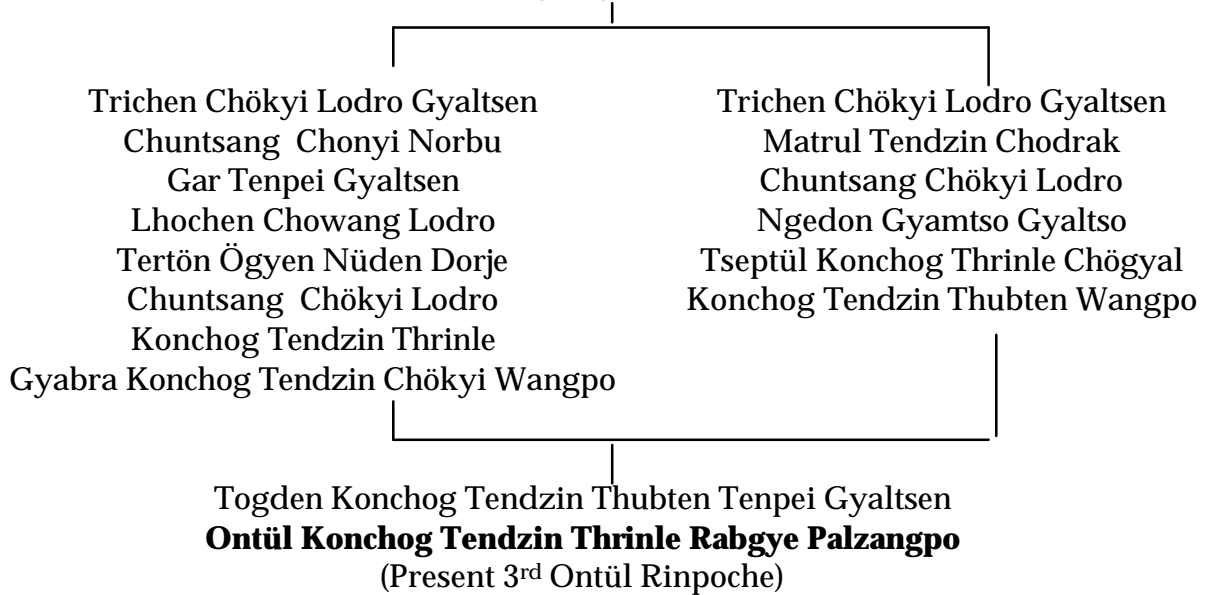 Trichen Chökyi Lodro Gyaltsen
Chuntsang Chonyi Norbu
Gar Tenpei Gyaltsen
Lhochen Chowang Lodro
Tertön Ögyen Nüden Dorje
Chuntsang Chökyi Lodro
Konchog Tendzin Thrinle
Gyabra Konchog Tendzin Chökyi Wangpo
Trichen Chökyi Lodro Gyaltsen
Matrul Tendzin Chodrak
Chuntsang Chökyi Lodro
Ngedon Gyamtso Gyaltso
Tseptül Konchog Thrinle Chögyal
Konchog Tendzin Thubten Wangpo
Togden Konchog Tendzin Thubten Tenpei Gyaltsen
Ontül Konchog Tendzin Thrinle Rabgye Palzangpo
(Present 3rd Ontül Rinpoche)